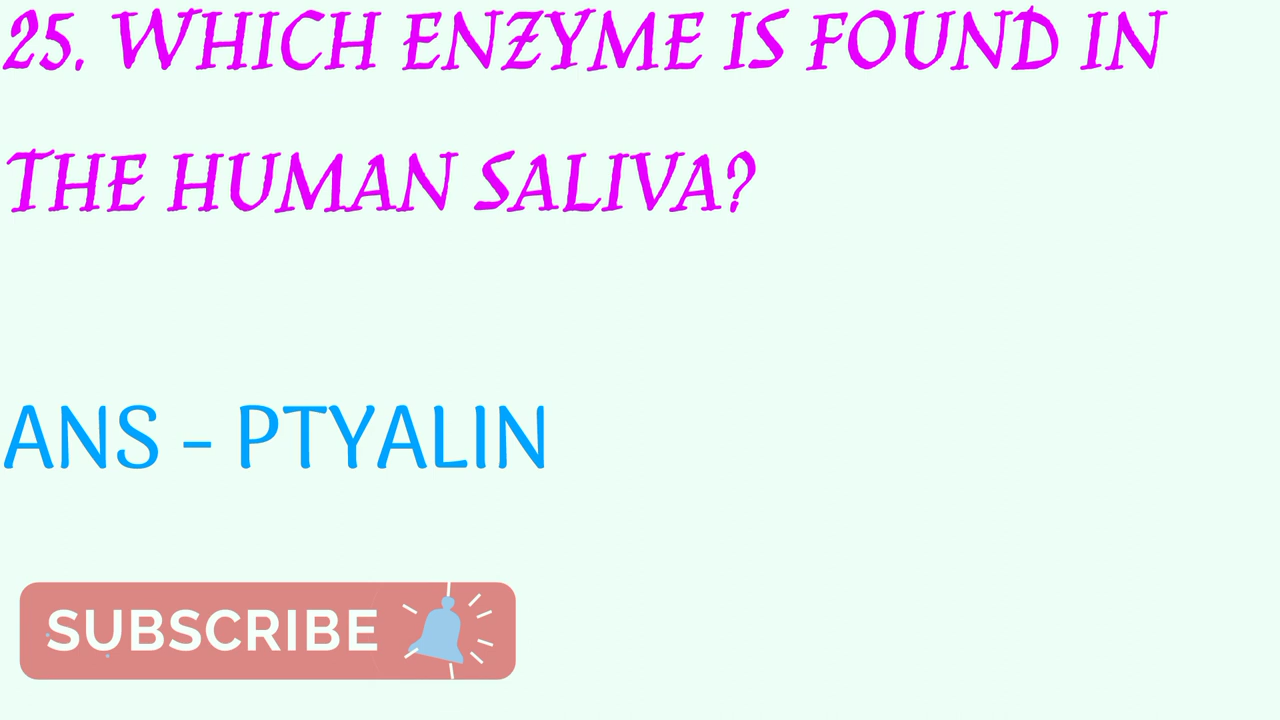 25. WHICH ENZYME IS FOUND IN
THE HUMAN SALIVA?
ANS - PTYALIN
SUBSCRIBE